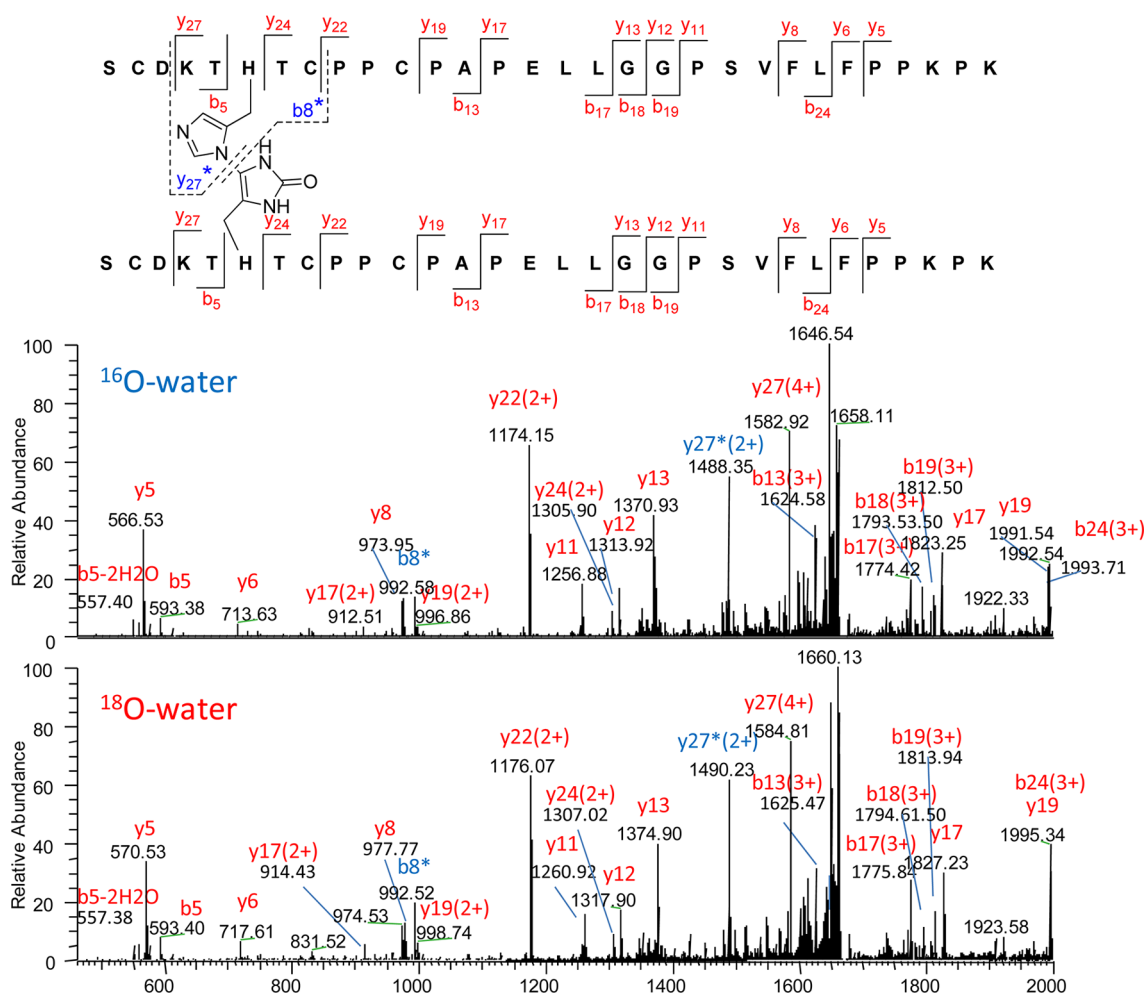 y27 y24 y22 y19 y17 y13 y12 y11 y8 y6 y5
S C D K T H T C P P C P A P E L L G G P S V F L F P P K P K
b5 b8* b13 b17 b18 b19 b24
N
N
H
N
y27*
O
NH
y27 y24 y22 y19 y17 y13 y12 y11 y8 y6 y5
S C D K T H T C P P C P A P E L L G G P S V F L F P P K P K
b5 b13 b17 b18 b19 b24
Relative Abundance
100
80
60
40
20
0
16O-water
b5-2H2O
557.40
y5
566.53
b5
593.38
y6
713.63
y17(2+)
912.51
y8
973.95
b8*
992.58
y19(2+)
996.86
y22(2+)
1174.15
y11
1256.88
y24(2+)
1305.90
y12
1313.92
y13
1370.93
y27*(2+)
1488.35
y27(4+)
1582.92
b13(3+)
1624.58
1646.54
1658.11
b17(3+)
1774.42
b18(3+)
1793.53.50
b19(3+)
1812.50
y17
1823.25
1922.33
y19
1991.54
1992.54
b24(3+)
1993.71
Relative Abundance
100
80
60
40
20
0
18O-water
b5-2H2O
557.38
y5
570.53
b5
593.40
y6
717.61
831.52
y17(2+)
914.43
y8
977.77
974.53
b8*
992.52
y19(2+)
998.74
y22(2+)
1176.07
y11
1260.92
y24(2+)
1307.02
y12
1317.90
y13
1374.90
y27*(2+)
1490.23
y27(4+)
1584.81
b13(3+)
1625.47
1660.13
b17(3+)
1775.84
b18(3+)
1794.61.50
b19(3+)
1813.94
y17
1827.23
1923.58
b24(3+)
y19
1995.34
600 800 1000 1200 1400 1600 1800 2000